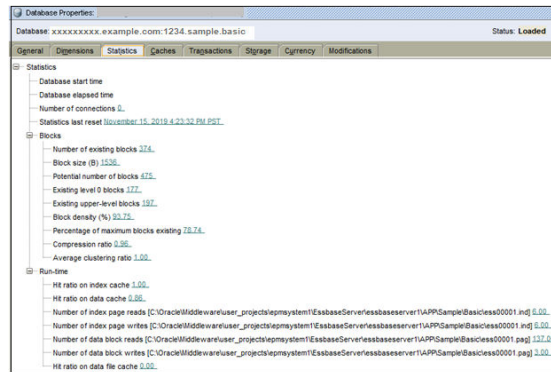 Database Properties:
Database: xxxxxxxxx.example.com:1234.sample.basic Status: Loaded
General Dimensions Statistics Caches Transactions Storage Currency Modifications
Statistics
Database start time
Database elapsed time
Number of connections 0
Statistics last reset November 15, 2019 4:23:32 PM PST
Blocks
Number of existing blocks 374
Block size (B) 1536
Potential number of blocks 475
Existing level 0 blocks 177
Existing upper-level blocks 197
Block density (%) 93.75
Percentage of maximum blocks existing 78.74
Compression ratio 0.96
Average clustering ratio 1.00
Run-time
Hit ratio on index cache 1.00
Hit ratio on data cache 0.86
Number of index page reads [C:\Oracle\Middleware\user_projects\epmsystem1\EssbaseServer\essbaseserver1\APP\Sample\Basic\ess00001.ind] 6.00
Number of index page writes [C:\Oracle\Middleware\user_projects\epmsystem1\EssbaseServer\essbaseserver1\APP\Sample\Basic\ess00001.ind] 6.00
Number of data block reads [C:\Oracle\Middleware\user_projects\epmsystem1\EssbaseServer\essbaseserver1\APP\Sample\Basic\ess00001.pag] 137.0
Number of data block writes [C:\Oracle\Middleware\user_projects\epmsystem1\EssbaseServer\essbaseserver1\APP\Sample\Basic\ess00001.pag] 3.00
Hit ratio on data file cache 0.00